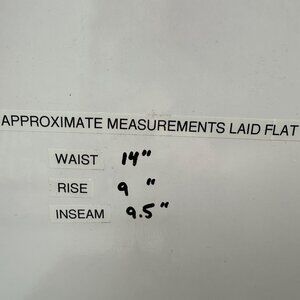 APPROXIMATE MEASUREMENTS LAID FLAT
WAIST 14"
RISE 9 "
INSEAM 9.5"